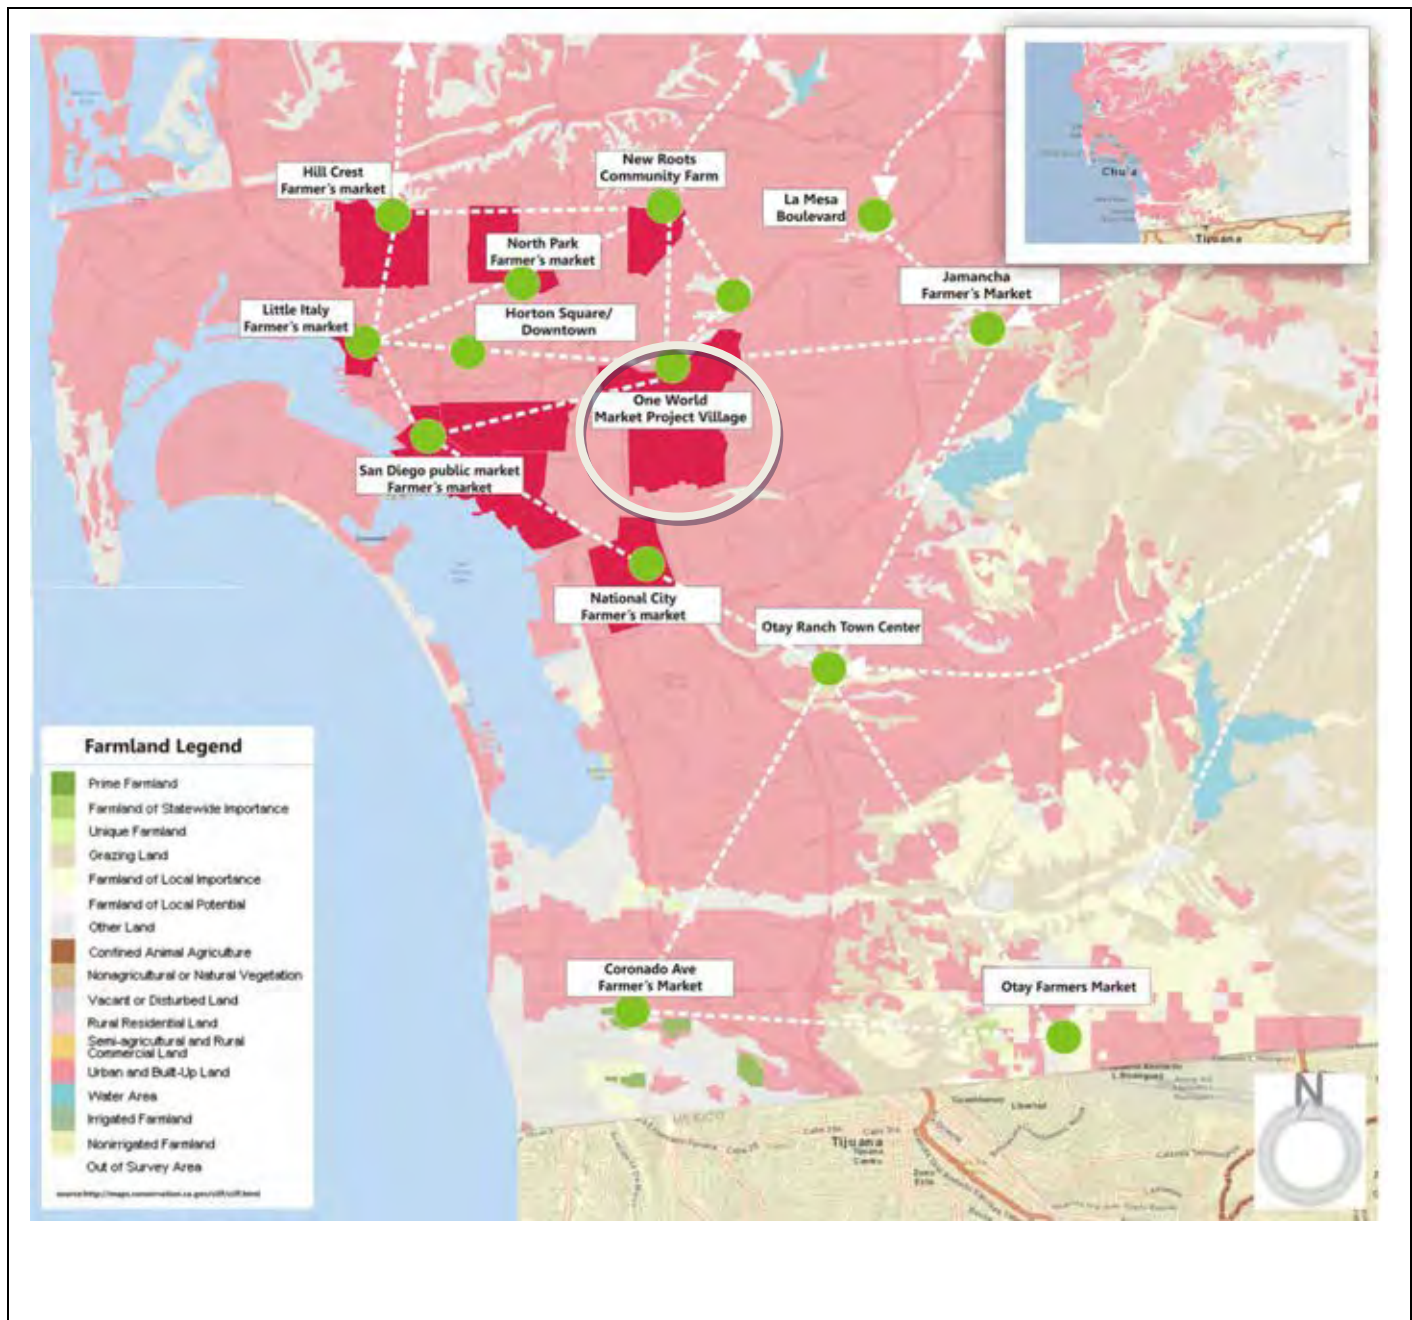 Hill Crest
Farmer's market
New Roots
Community Farm
La Mesa
Boulevard
North Park
Farmer's market
Jamancha
Farmer's Market
Little Italy
Farmer's market
Horton Square/
Downtown
One World
Market Project Village
San Diego public market
Farmer's market
National City
Farmer's market
Otay Ranch Town Center
Coronado Ave
Farmer's Market
Otay Farmers Market
Chula
Tijuana
Farmland Legend
Prime Farmland
Farmland of Statewide Importance
Unique Farmland
Grazing Land
Farmland of Local Importance
Farmland of Local Potential
Other Land
Confined Animal Agriculture
Nonagricultural or Natural Vegetation
Vacant or Disturbed Land
Rural Residential Land
Semi-agricultural and Rural
Commercial Land
Urban and Built-Up Land
Water Area
Irrigated Farmland
Nonirrigated Farmland
Out of Survey Area
MEXICO
Tijuana
Libertad
N